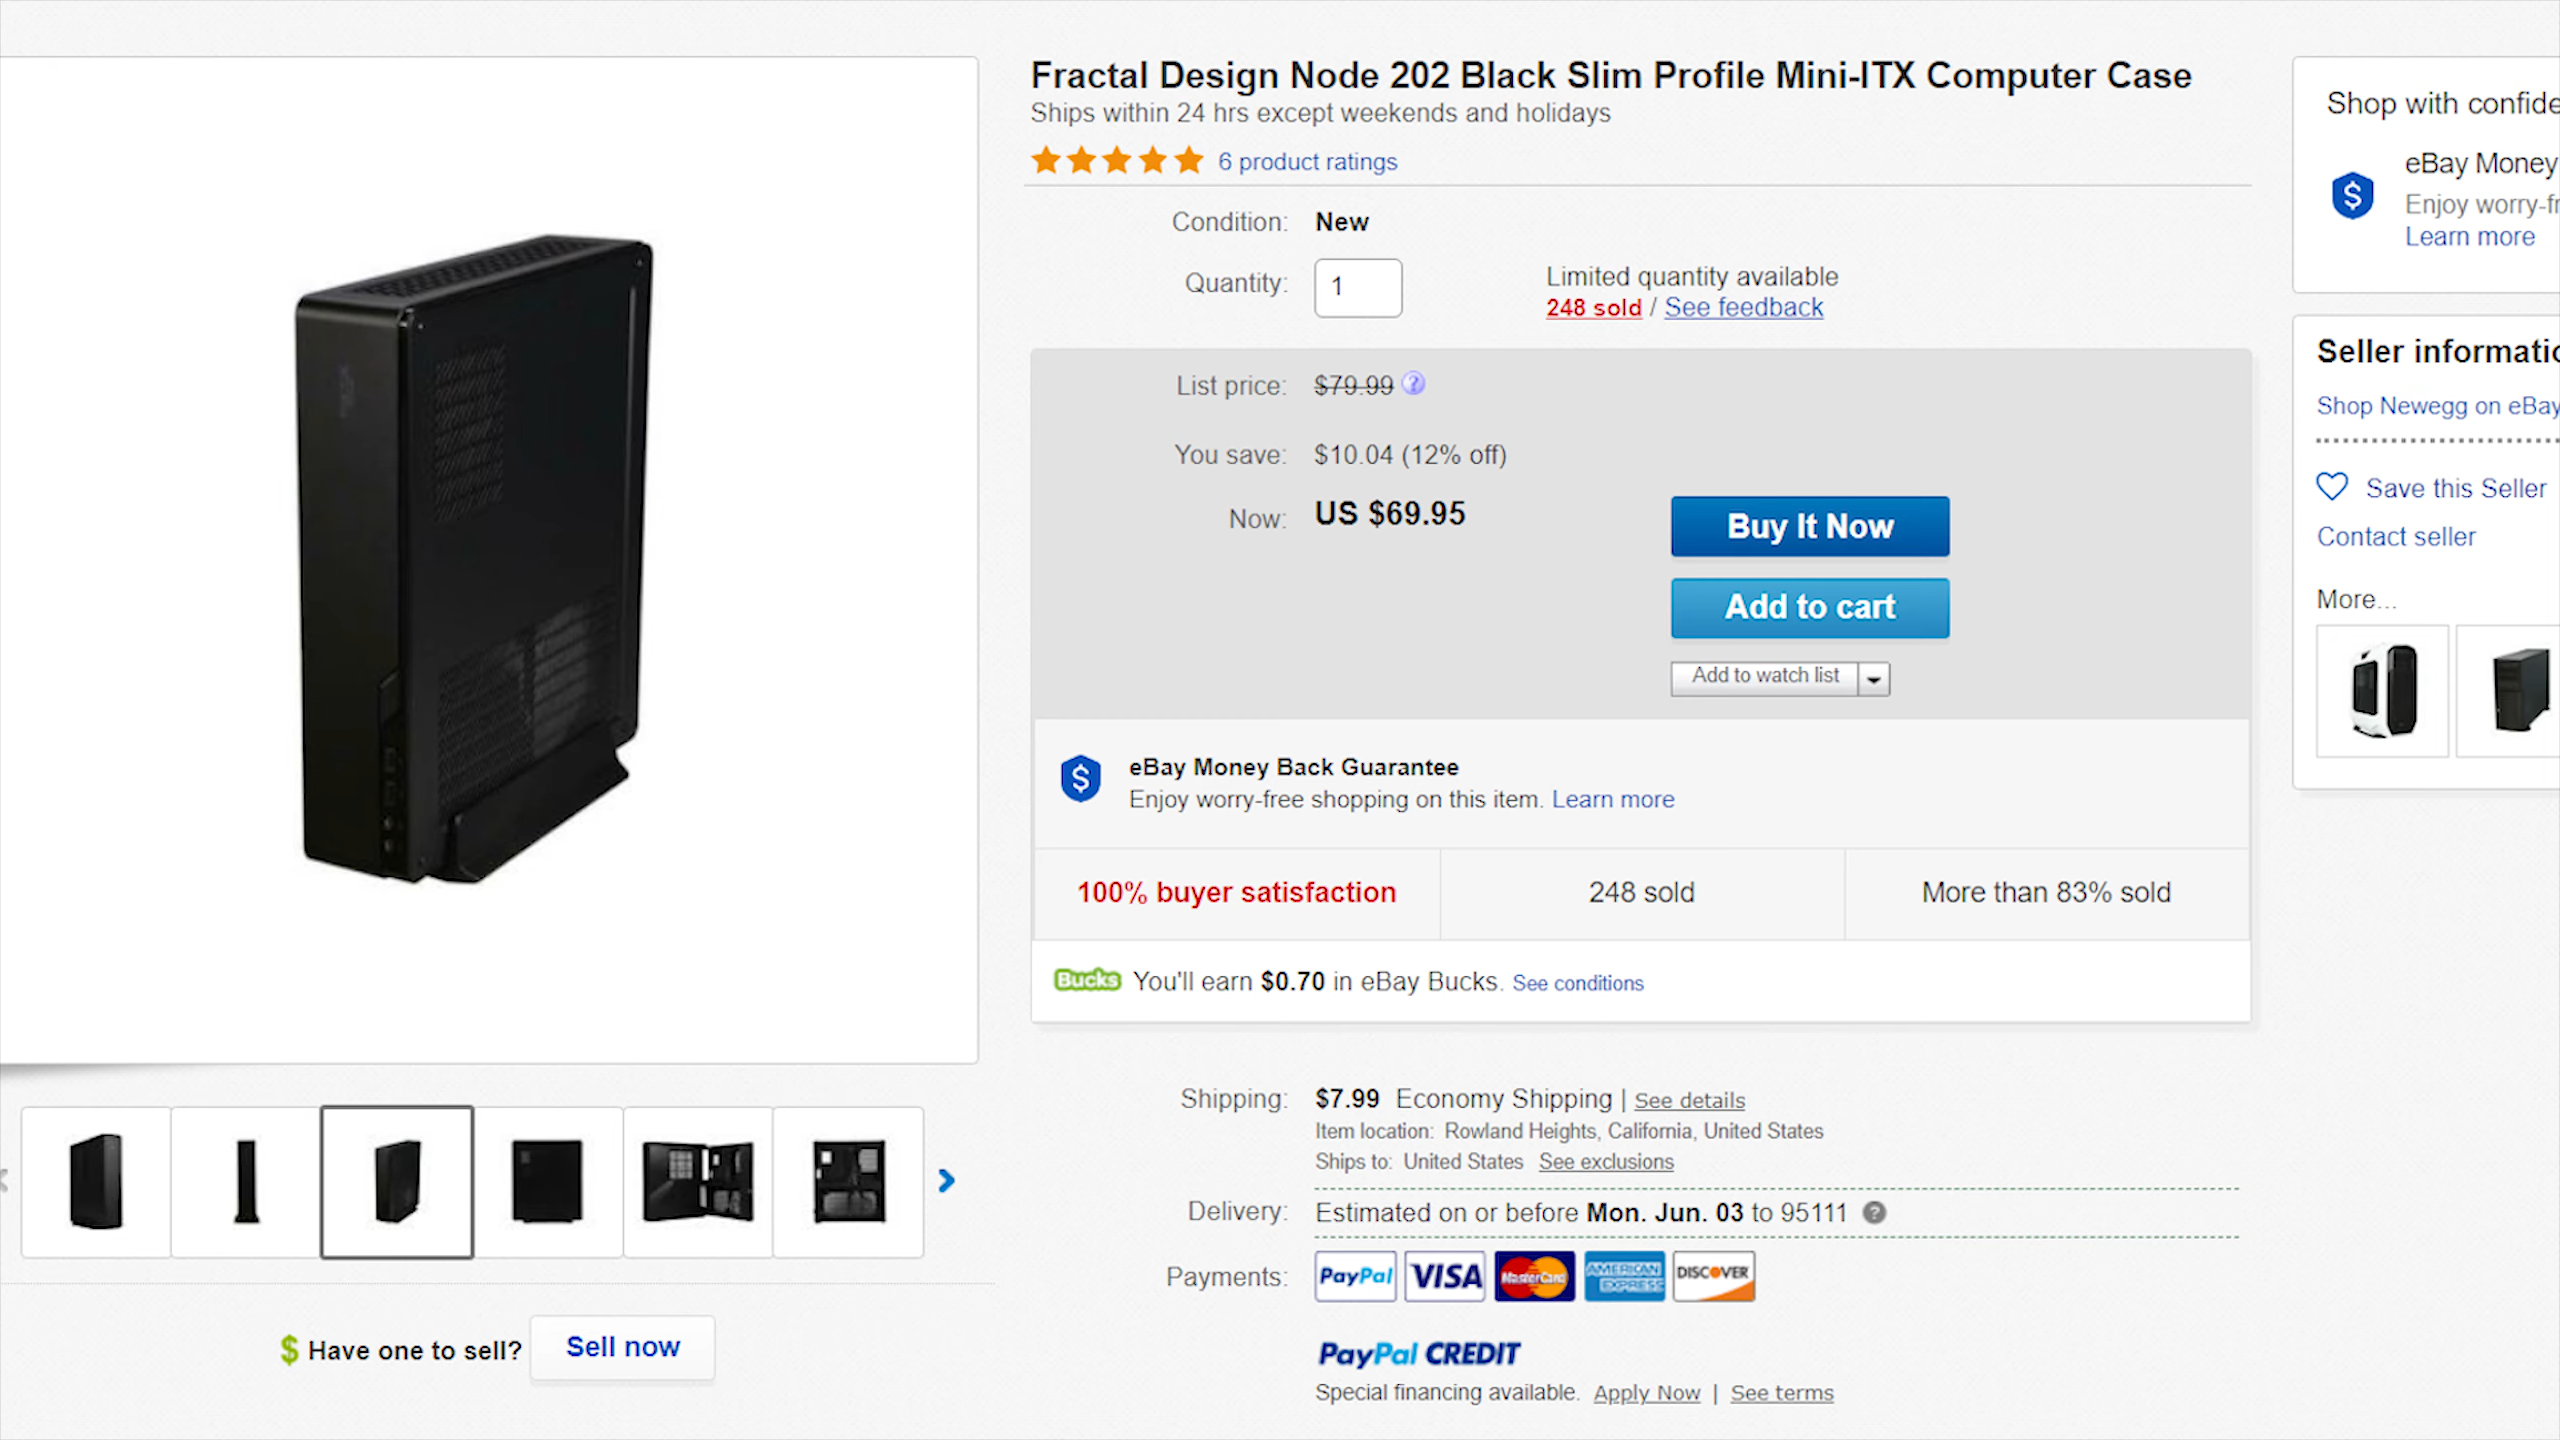 Fractal Design Node 202 Black Slim Profile Mini-ITX Computer Case
Ships within 24 hrs except weekends and holidays
6 product ratings
Condition: New
Quantity: 1
Limited quantity available
248 sold / See feedback
List price: $79.99 ?
You save: $10.04 (12% off)
Now: US $69.95
Buy It Now
Add to cart
Add to watch list
$ eBay Money Back Guarantee
Enjoy worry-free shopping on this item. Learn more
100% buyer satisfaction
248 sold
More than 83% sold
Bucks You'll earn $0.70 in eBay Bucks. See conditions
Shipping: $7.99 Economy Shipping | See details
Item location: Rowland Heights, California, United States
Ships to: United States See exclusions
Delivery: Estimated on or before Mon. Jun. 03 to 95111 ?
Payments: PayPal VISA MasterCard AMERICAN EXPRESS DISCOVER
PayPal CREDIT
Special financing available. Apply Now | See terms
$ Have one to sell? Sell now
Shop with confide
$ eBay Money
Enjoy worry-fr
Learn more
Seller informatio
Shop Newegg on eBay
Save this Seller
Contact seller
More...